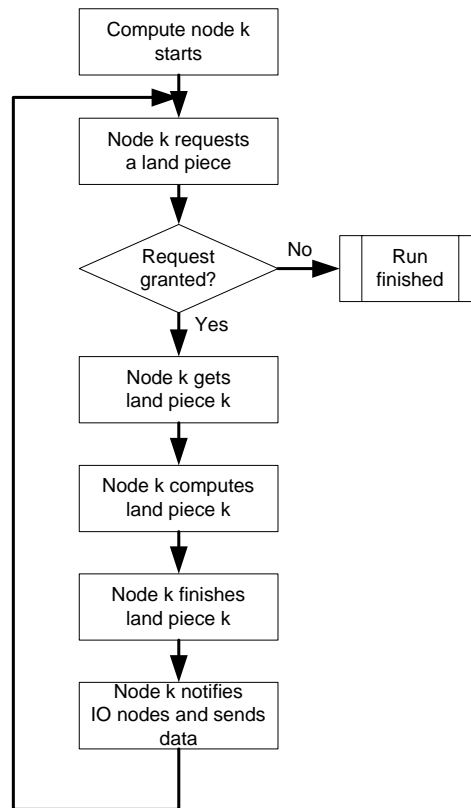 Compute node k
starts
Node k requests
a land piece
Request
granted?
No
Run
finished
Yes
Node k gets
land piece k
Node k computes
land piece k
Node k finishes
land piece k
Node k notifies
IO nodes and sends
data